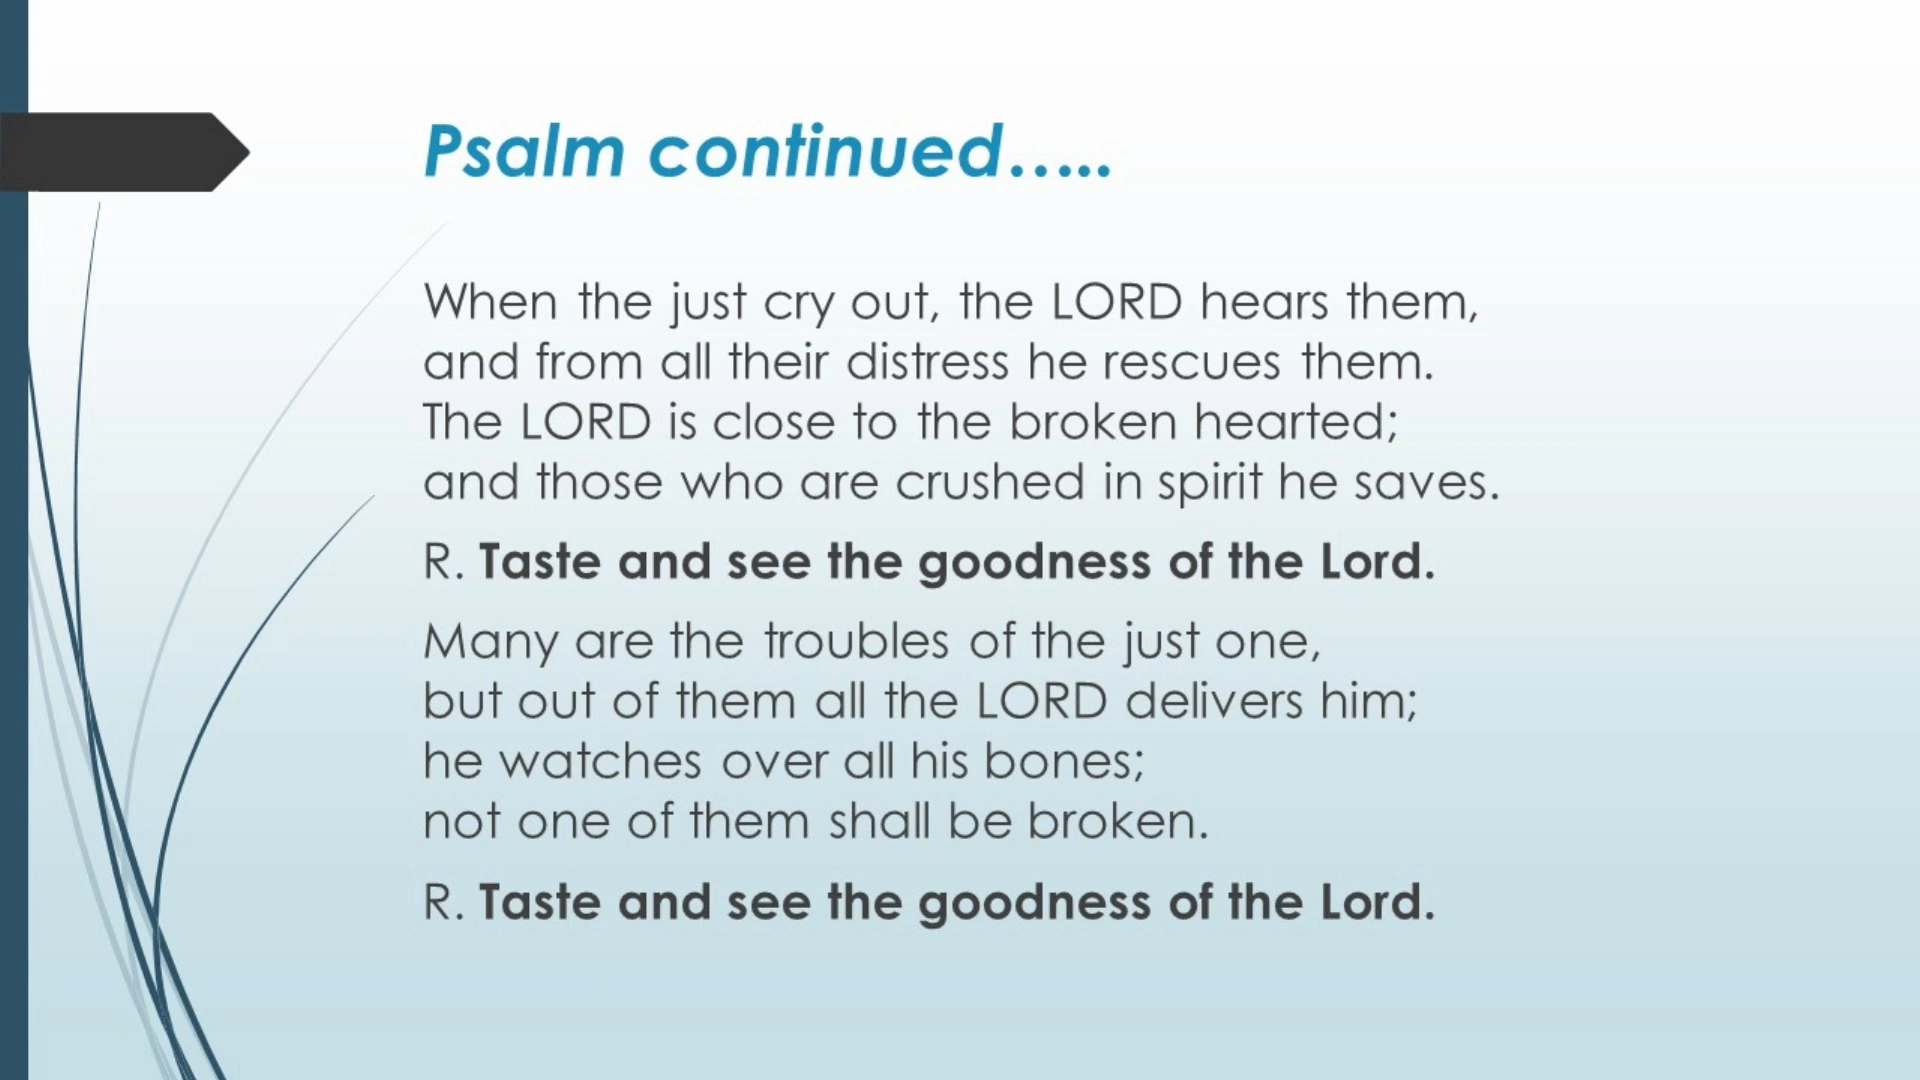 Psalm continued…..
When the just cry out, the LORD hears them,
and from all their distress he rescues them.
The LORD is close to the broken hearted;
and those who are crushed in spirit he saves.
R. Taste and see the goodness of the Lord.
Many are the troubles of the just one,
but out of them all the LORD delivers him;
he watches over all his bones;
not one of them shall be broken.
R. Taste and see the goodness of the Lord.